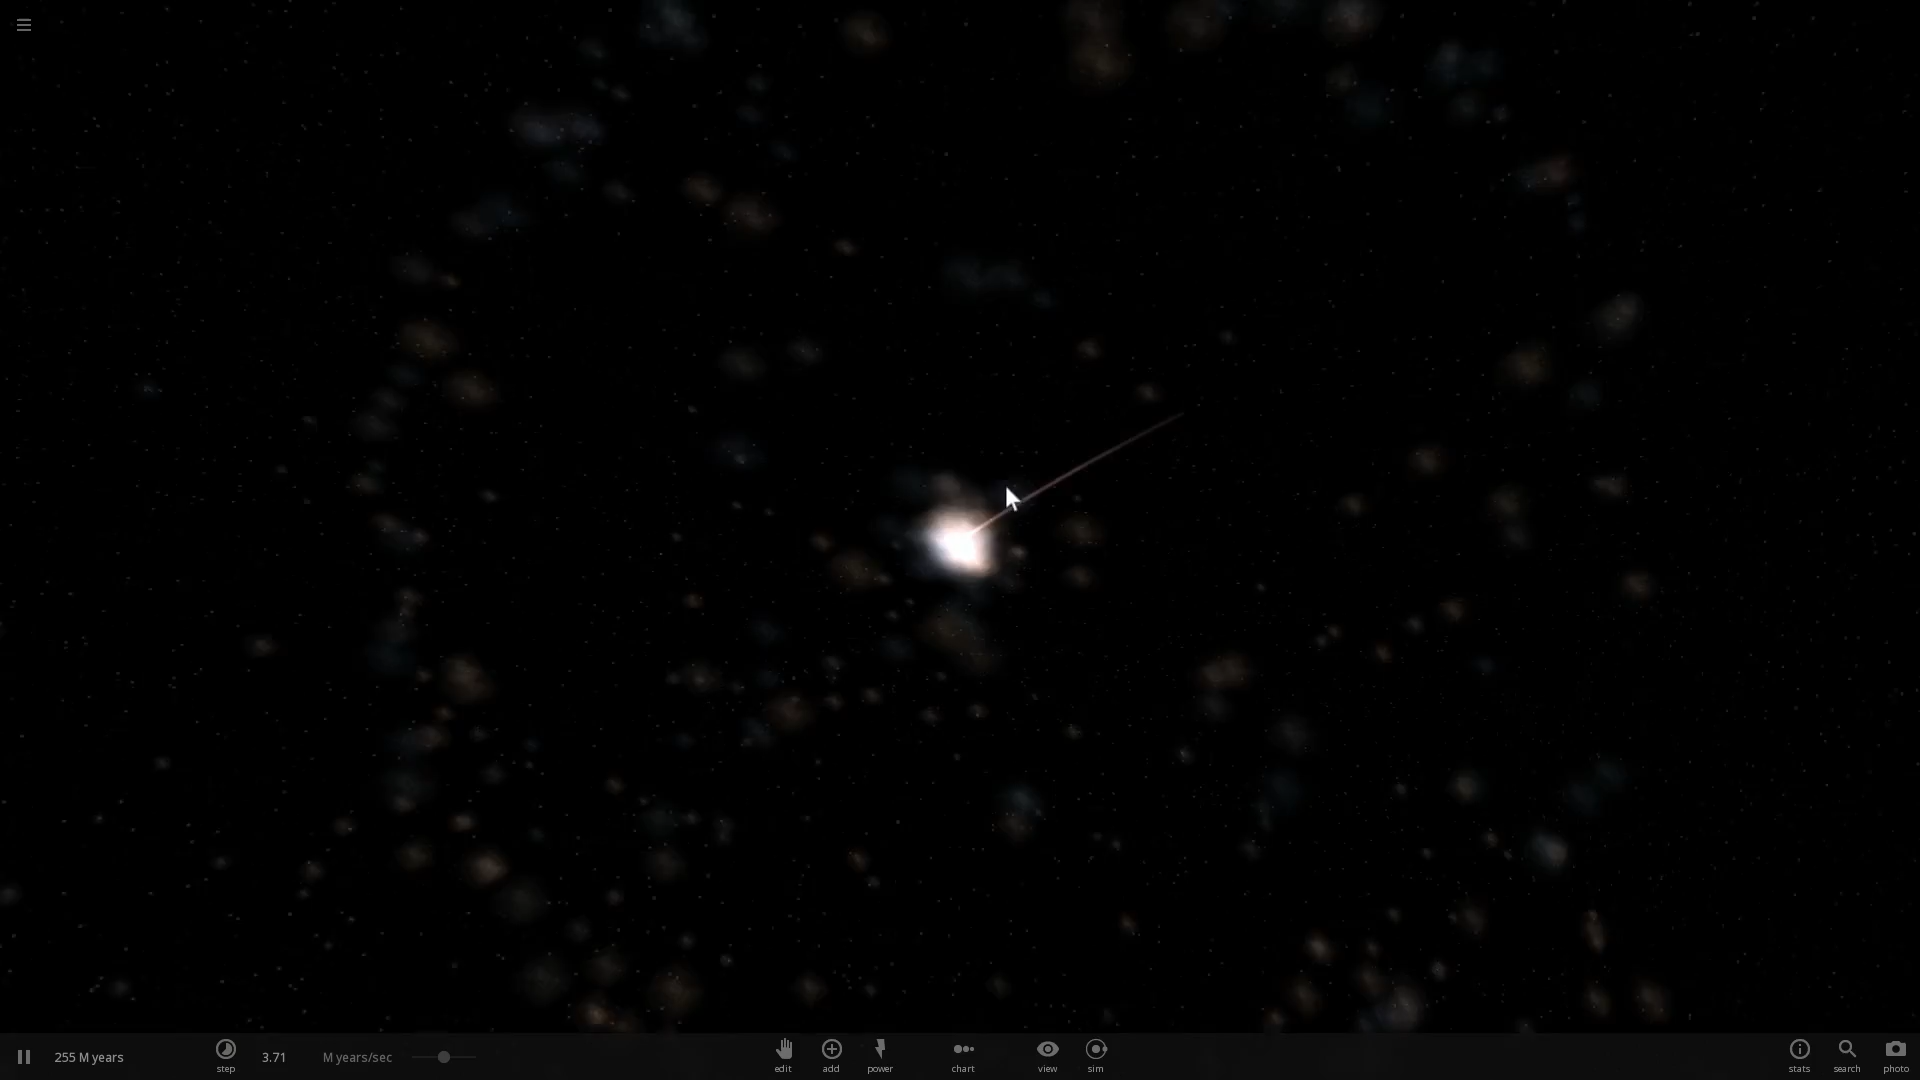 255 M years
step
3.71
M years/sec
edit
add
power
chart
view
sim
stats
search
photo